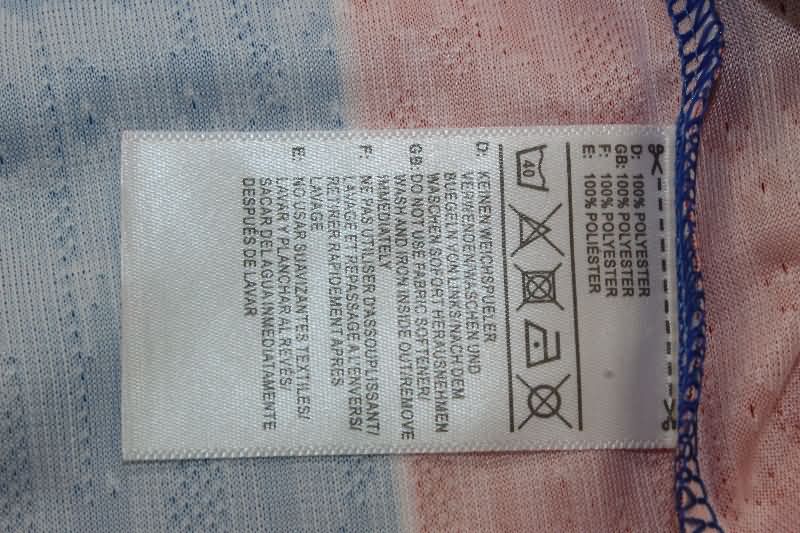 D: 100% POLYESTER
GB: 100% POLYESTER
F: 100% POLYESTER
E: 100% POLIÉSTER
40
D: KEINEN WEICHSPUELER
VERWENDEN/WASCHEN UND
BUEGELN VON LINKS/NACH DEM
WASCHEN SOFORT HERAUSNEHMEN
GB: DO NOT USE FABRIC SOFTENER/
WASH AND IRON INSIDE OUT/REMOVE
IMMEDIATELY
F: NE PAS UTILISER D'ASSOUPLISSANT/
LAVAGE ET REPASSAGE A L'ENVERS/
RETIRER RAPIDEMENT APRES
LAVAGE
E: NO USAR SUAVIZANTES TEXTILES/
LAVAR Y PLANCHAR AL REVÉS/
SACAR DEL AGUA INMEDIATAMENTE
DESPUÉS DE LAVAR